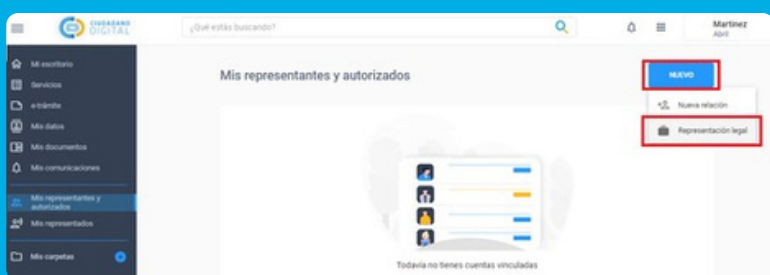 CIUDADANO
DIGITAL
¿Qué estás buscando?
Martinez
Abril
Mi escritorio
Servicios
e-trámite
Mis datos
Mis documentos
Mis comunicaciones
Mis representantes y
autorizados
Mis representados
Mis carpetas
Mis representantes y autorizados
NUEVO
Nueva relación
Representación legal
Todavía no tienes cuentas vinculadas